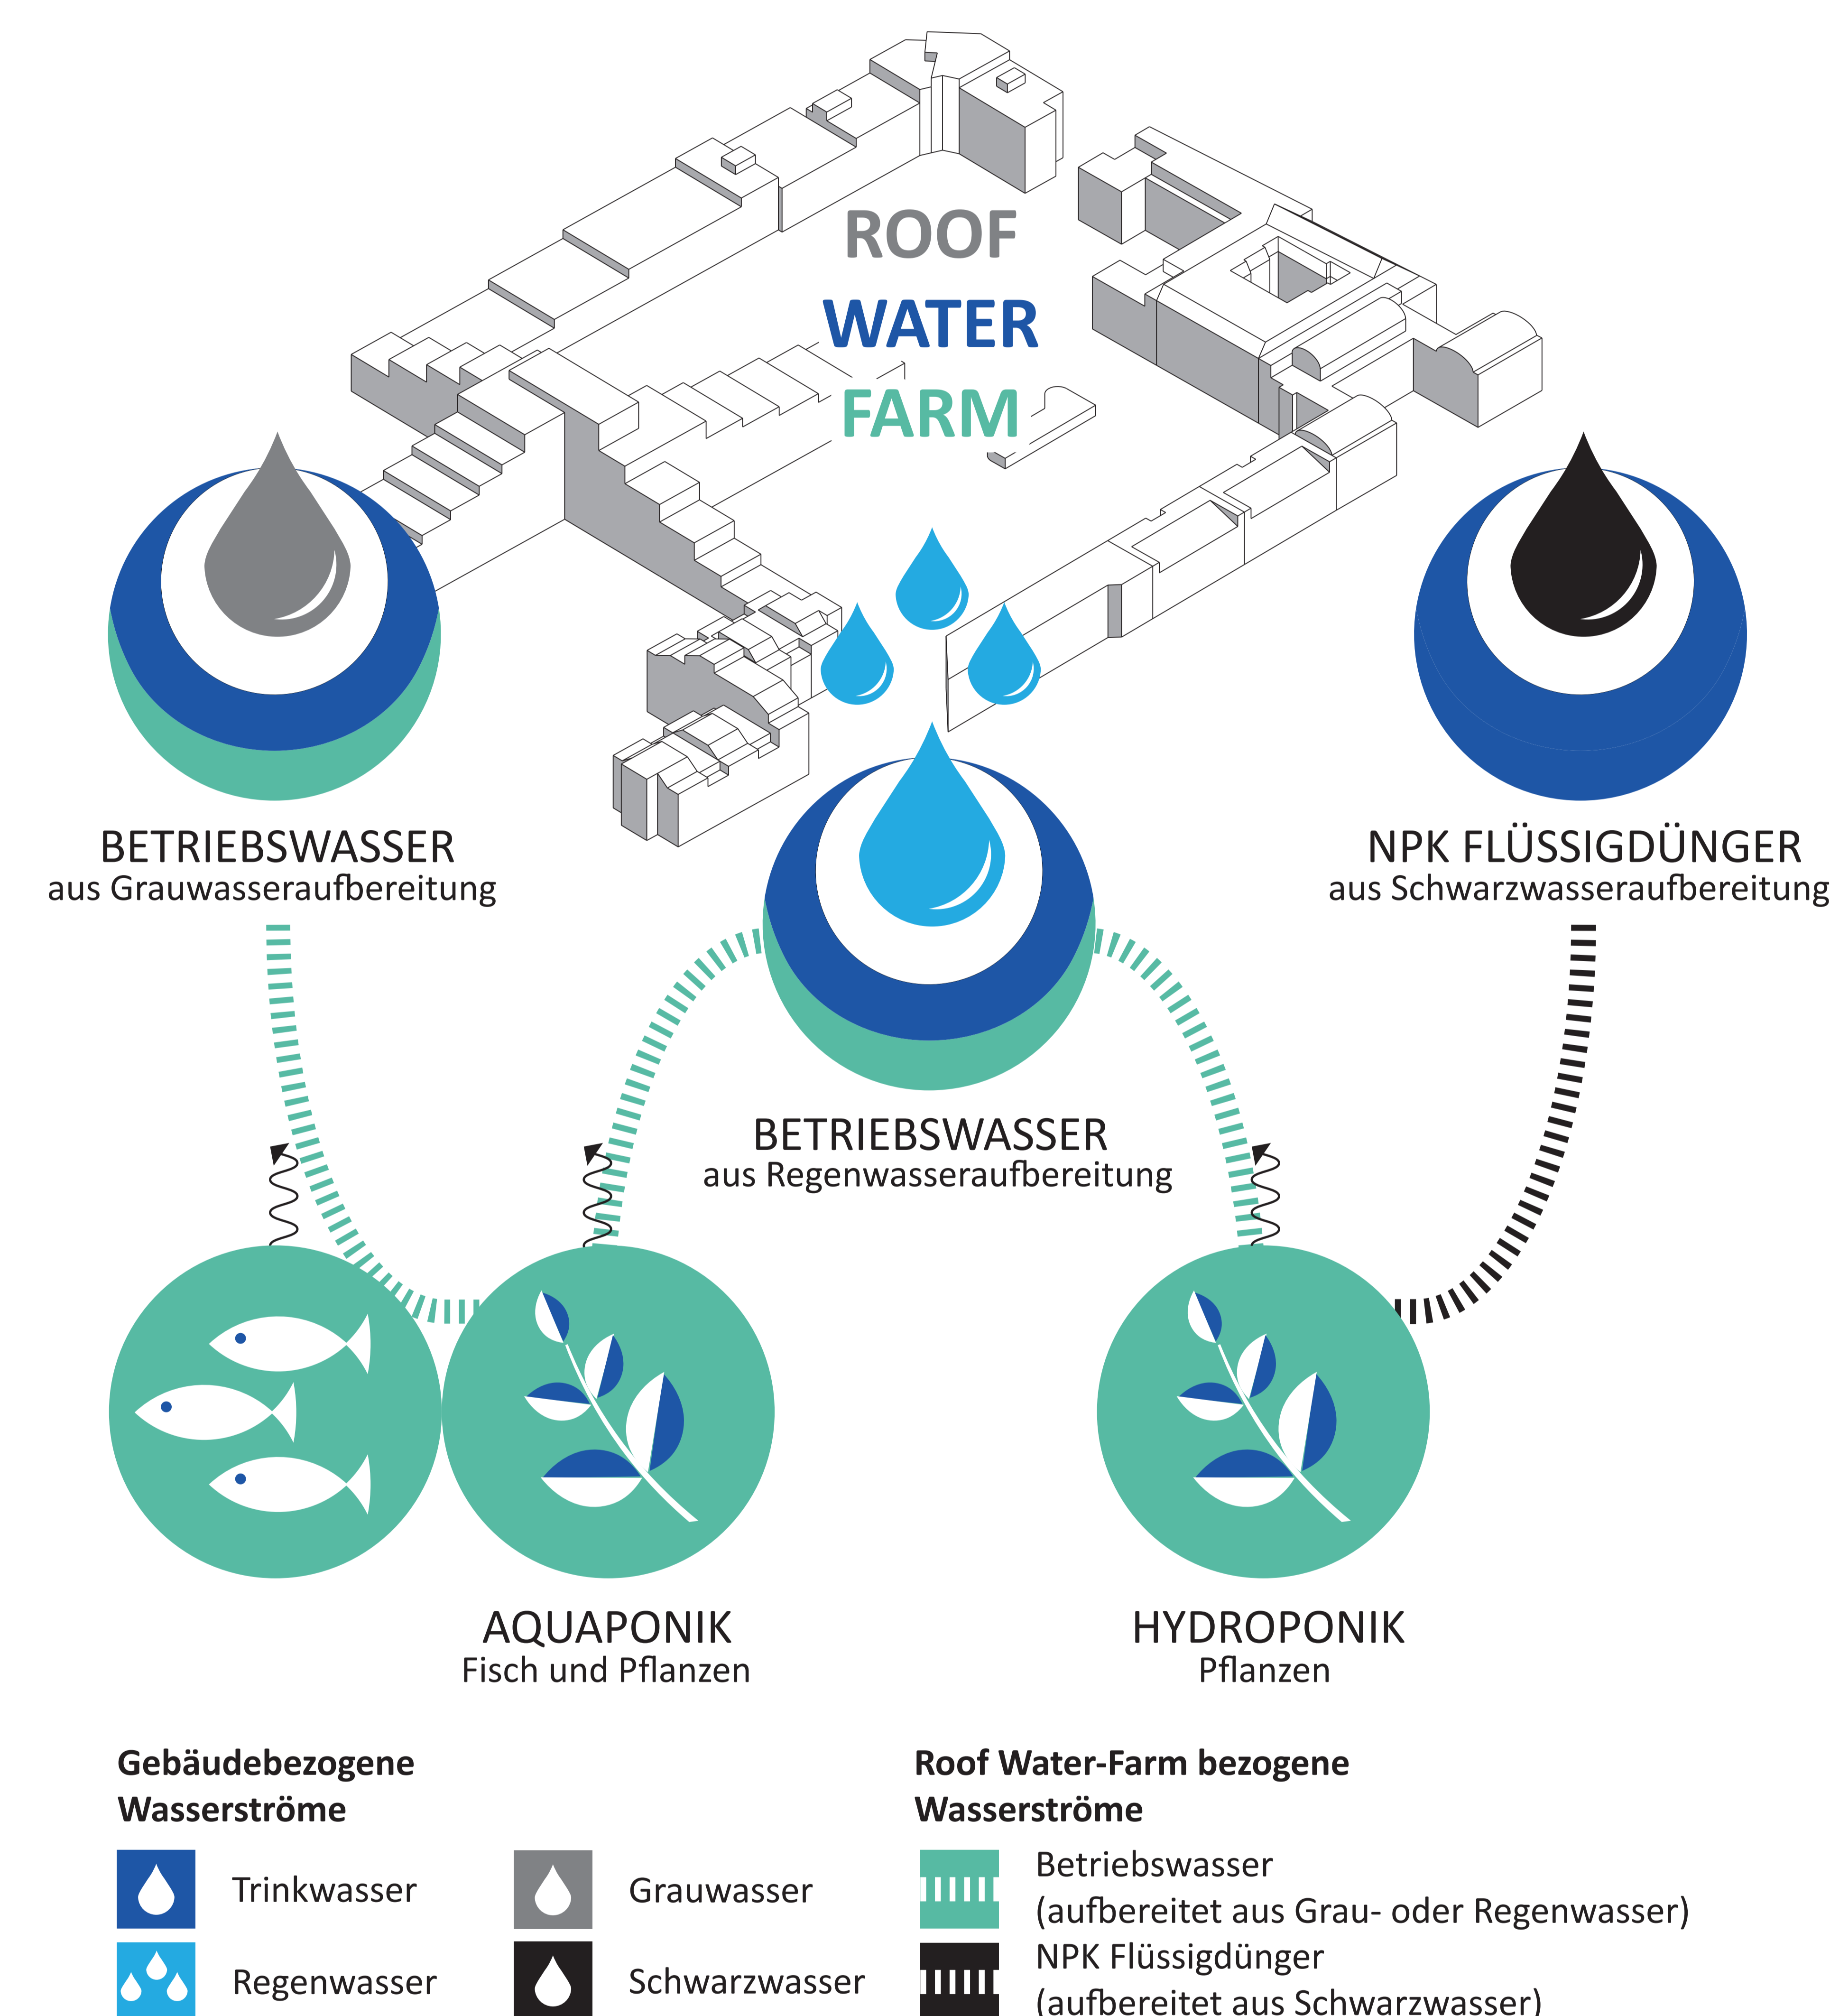 ROOF
WATER
FARM
BETRIEBSWASSER
aus Grauwasseraufbereitung
NPK FLÜSSIGDÜNGER
aus Schwarzwasseraufbereitung
BETRIEBSWASSER
aus Regenwasseraufbereitung
AQUAPONIK
Fisch und Pflanzen
HYDROPONIK
Pflanzen
Gebäudebezogene
Wasserströme
Trinkwasser
Grauwasser
Regenwasser
Schwarzwasser
Roof Water-Farm bezogene
Wasserströme
Betriebswasser
(aufbereitet aus Grau- oder Regenwasser)
NPK Flüssigdünger
(aufbereitet aus Schwarzwasser)